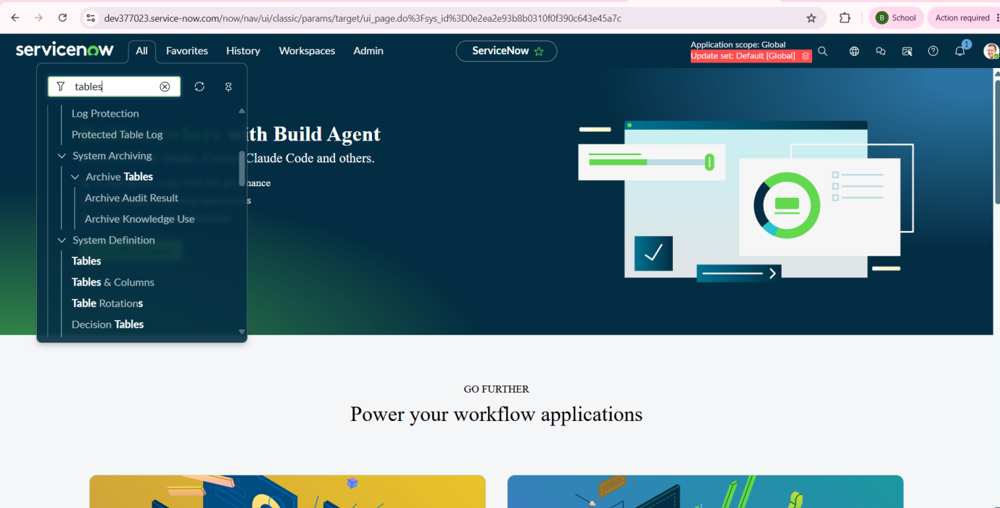 dev377023.service-now.com/now/nav/ui/classic/params/target/ui_page.do%3Fsys_id%3D0e2ea2e93b8b0310f0f390c643e45a7c
B School
Action required
servicenow
All Favorites History Workspaces Admin
ServiceNow
Application scope: Global
Update set: Default [Global]
1
tables
Log Protection
Protected Table Log
System Archiving
Archive Tables
Archive Audit Result
Archive Knowledge Use
System Definition
Tables
Tables & Columns
Table Rotations
Decision Tables
with Build Agent
Claude Code and others.
GO FURTHER
Power your workflow applications